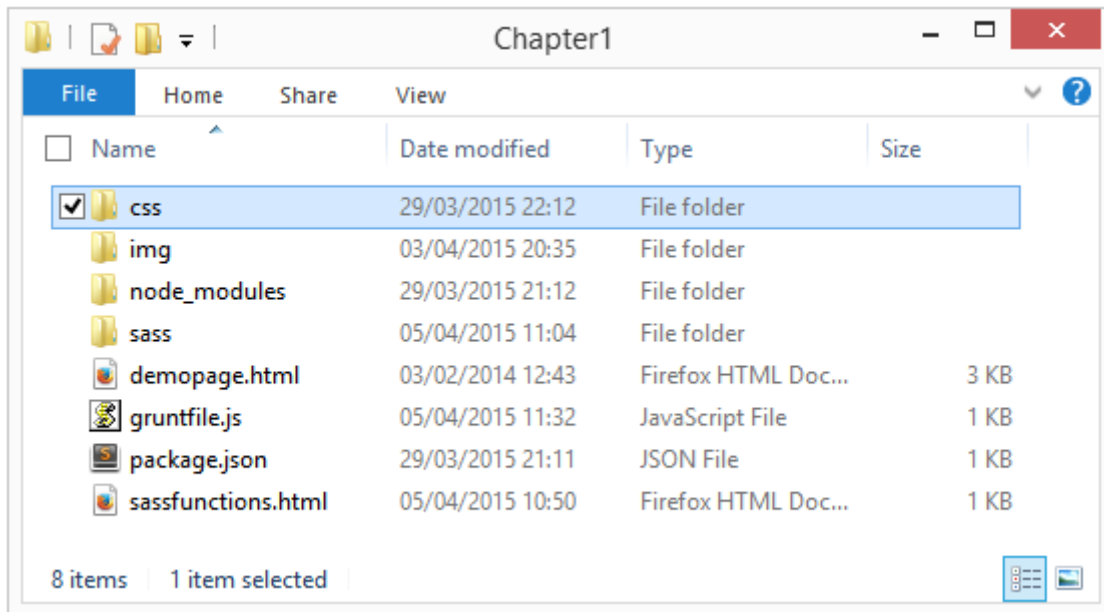 Chapter1
File Home Share View
Name Date modified Type Size
css 29/03/2015 22:12 File folder
img 03/04/2015 20:35 File folder
node_modules 29/03/2015 21:12 File folder
sass 05/04/2015 11:04 File folder
demopage.html 03/02/2014 12:43 Firefox HTML Doc... 3 KB
gruntfile.js 05/04/2015 11:32 JavaScript File 1 KB
package.json 29/03/2015 21:11 JSON File 1 KB
sassfunctions.html 05/04/2015 10:50 Firefox HTML Doc... 1 KB
8 items 1 item selected